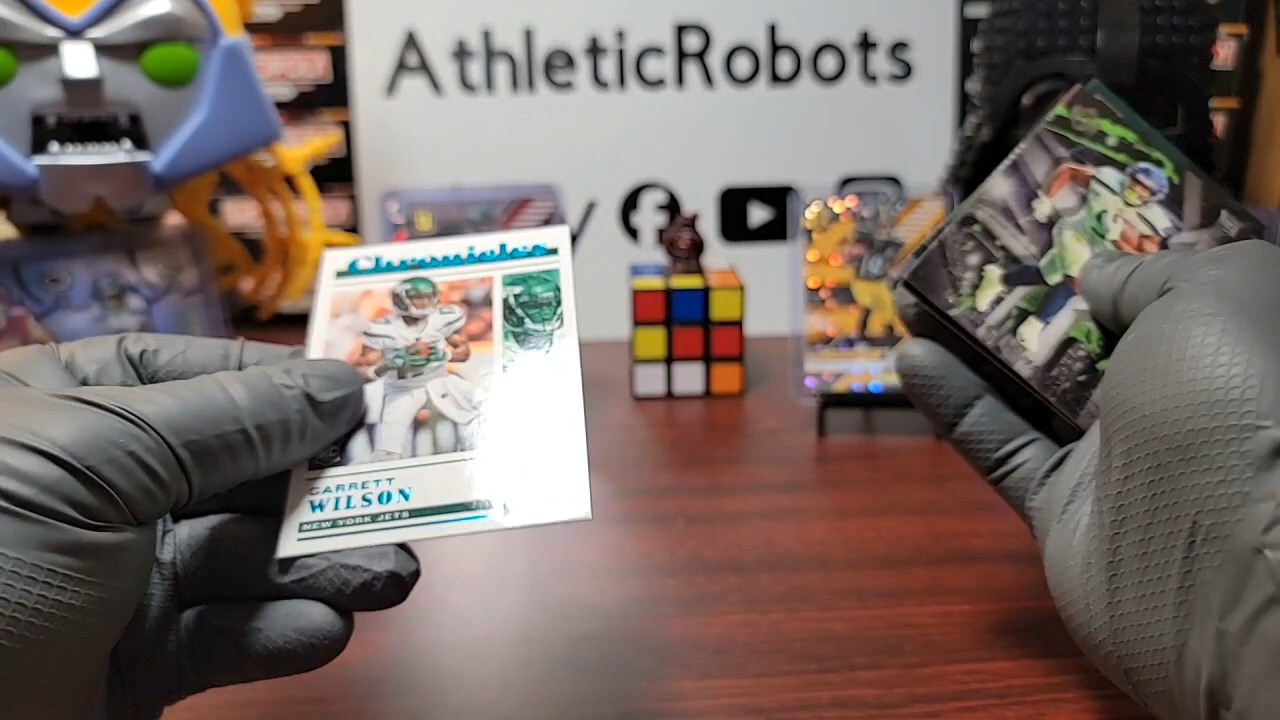 AthleticRobots
Chronicles
GARRETT
WILSON
NEW YORK JETS